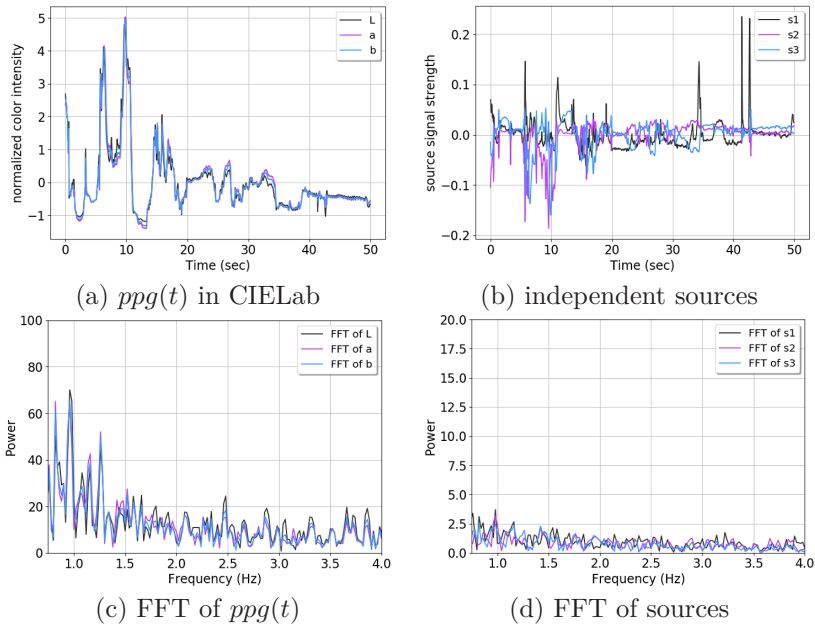 normalized color intensity
5
4
3
2
1
0
−1
0 10 20 30 40 50
Time (sec)
L
a
b
(a) ppg(t) in CIELab
source signal strength
0.2
0.1
0.0
−0.1
−0.2
0 10 20 30 40 50
Time (sec)
s1
s2
s3
(b) independent sources
Power
100
80
60
40
20
0
1.0 1.5 2.0 2.5 3.0 3.5 4.0
Frequency (Hz)
FFT of L
FFT of a
FFT of b
(c) FFT of ppg(t)
Power
20.0
17.5
15.0
12.5
10.0
7.5
5.0
2.5
0.0
1.0 1.5 2.0 2.5 3.0 3.5 4.0
Frequency (Hz)
FFT of s1
FFT of s2
FFT of s3
(d) FFT of sources